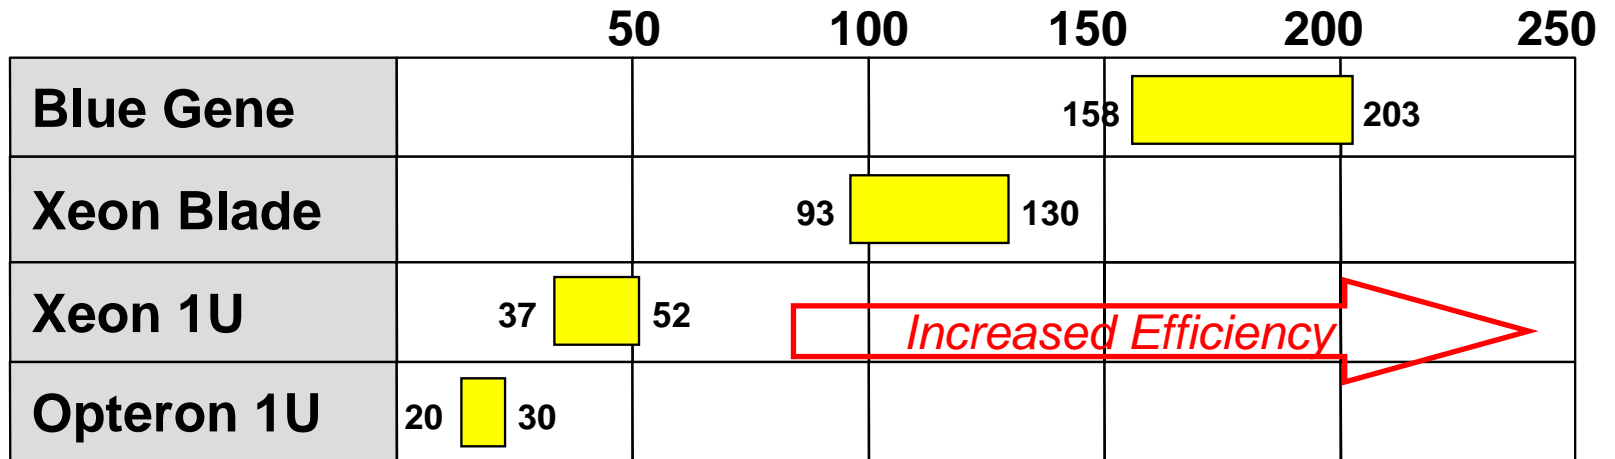 50 100 150 200 250
Blue Gene 158 203
Xeon Blade 93 130
Xeon 1U 37 52 Increased Efficiency
Opteron 1U 20 30